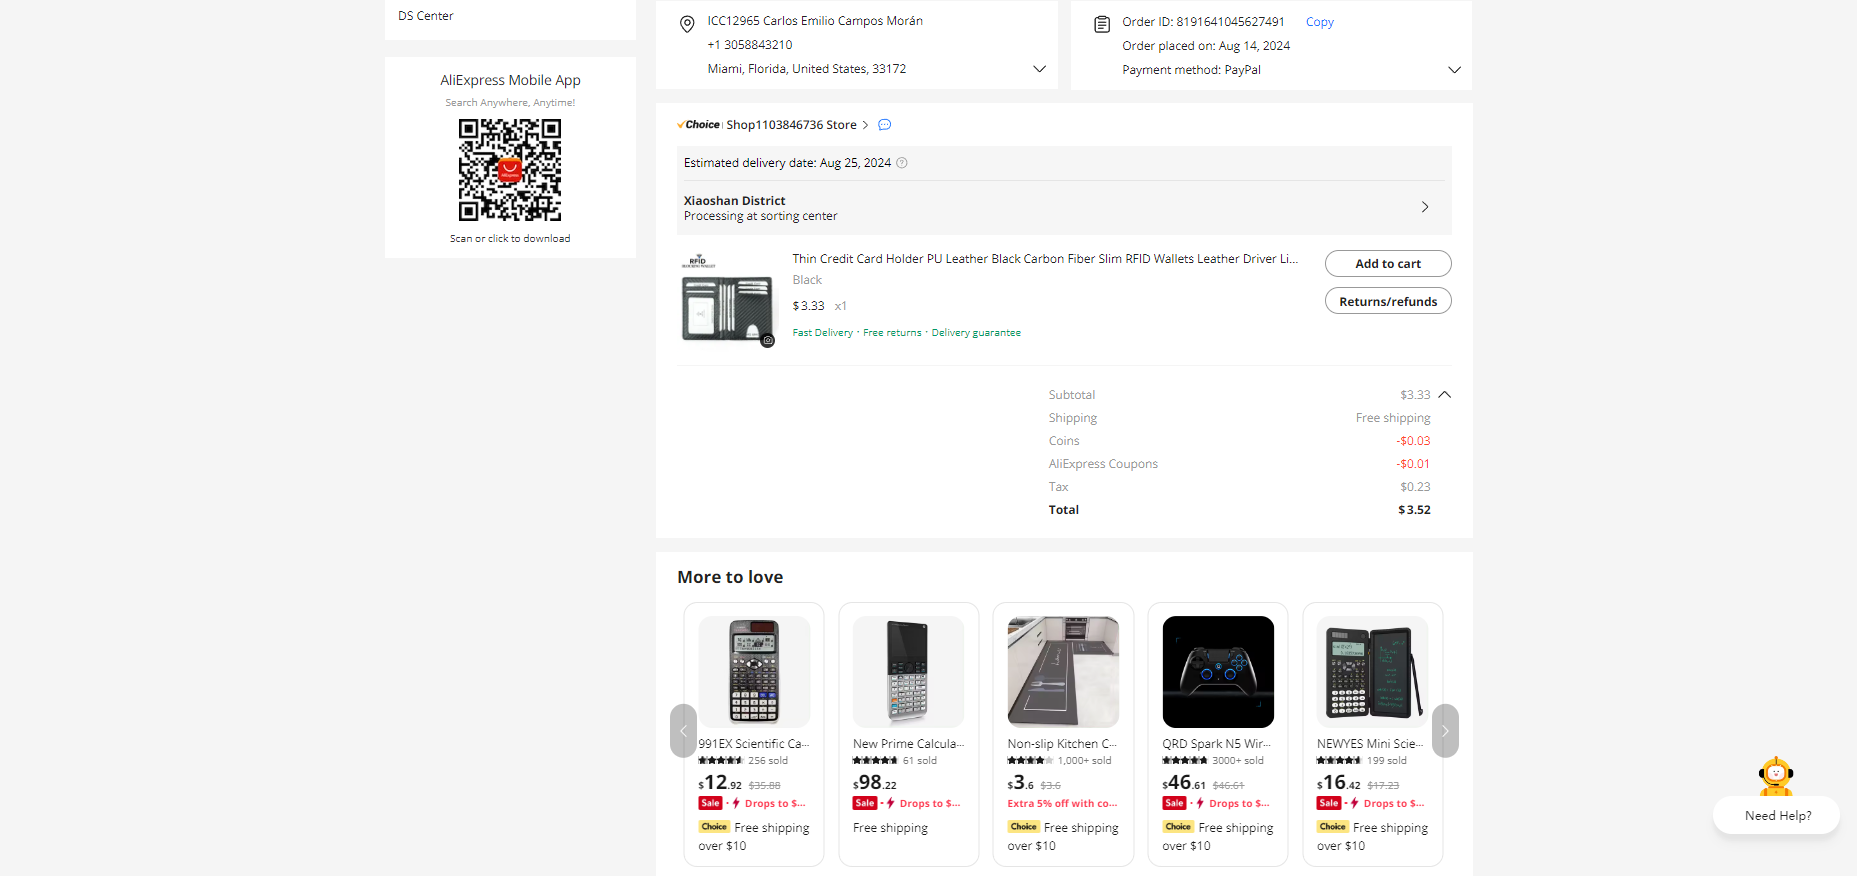 DS Center
AliExpress Mobile App
Search Anywhere, Anytime!
AliExpress
Scan or click to download
ICC12965 Carlos Emilio Campos Morán
+1 3058843210
Miami, Florida, United States, 33172
Order ID: 8191641045627491 Copy
Order placed on: Aug 14, 2024
Payment method: PayPal
Choice Shop1103846736 Store
Estimated delivery date: Aug 25, 2024
Xiaoshan District
Processing at sorting center
RFID
Thin Credit Card Holder PU Leather Black Carbon Fiber Slim RFID Wallets Leather Driver Li...
Black
$3.33 x1
Fast Delivery · Free returns · Delivery guarantee
Add to cart
Returns/refunds
Subtotal $3.33
Shipping Free shipping
Coins -$0.03
AliExpress Coupons -$0.01
Tax $0.23
Total $3.52
More to love
991EX Scientific Ca...
256 sold
$12.92 $35.88
Sale · Drops to $...
Choice Free shipping
over $10
New Prime Calcula...
61 sold
$98.22
Sale · Drops to $...
Free shipping
Non-slip Kitchen C...
1,000+ sold
$3.6 $3.6
Extra 5% off with co...
Choice Free shipping
over $10
QRD Spark N5 Wir...
3000+ sold
$46.61 $46.61
Sale · Drops to $...
Choice Free shipping
over $10
NEWYES Mini Scie...
199 sold
$16.42 $17.23
Sale · Drops to $...
Choice Free shipping
over $10
Need Help?